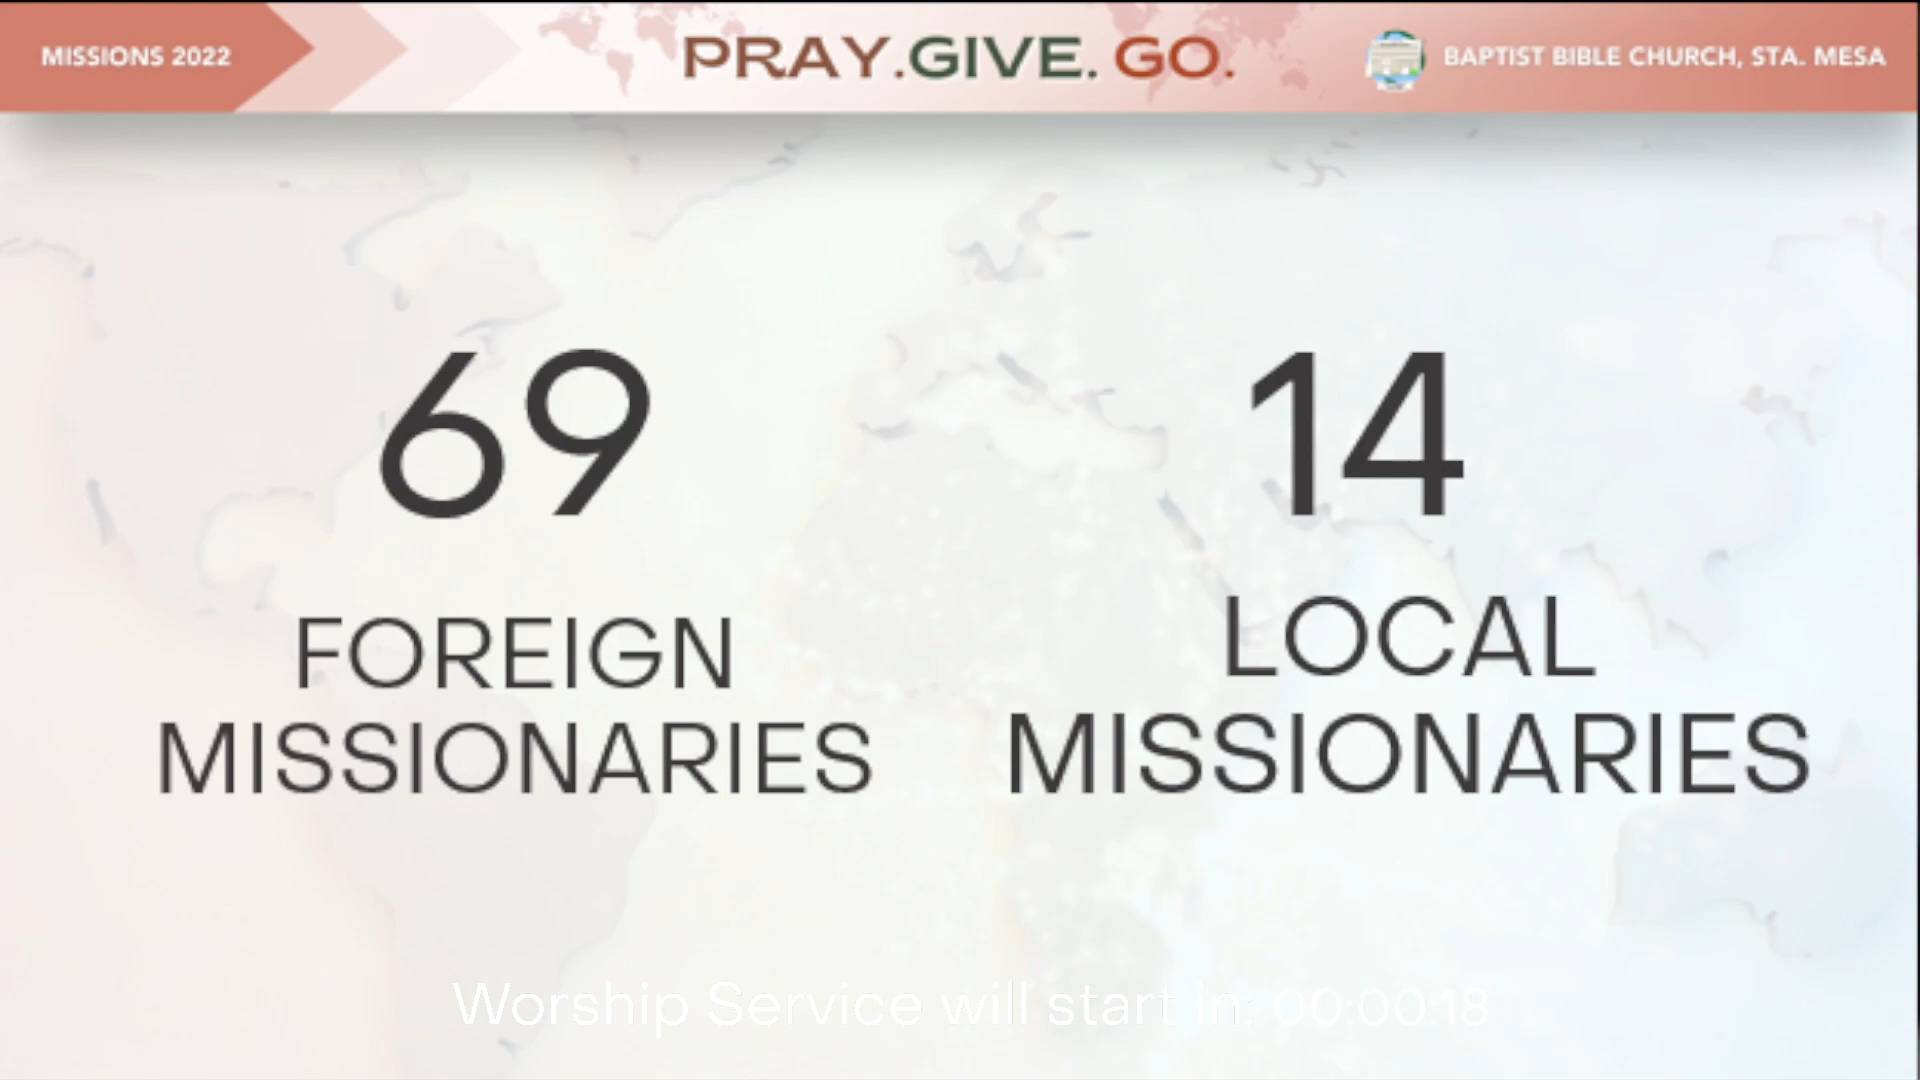 MISSIONS 2022
PRAY.GIVE. GO.
BAPTIST BIBLE CHURCH, STA. MESA
69
FOREIGN
MISSIONARIES
14
LOCAL
MISSIONARIES
Worship Service will start in: 00:00:18